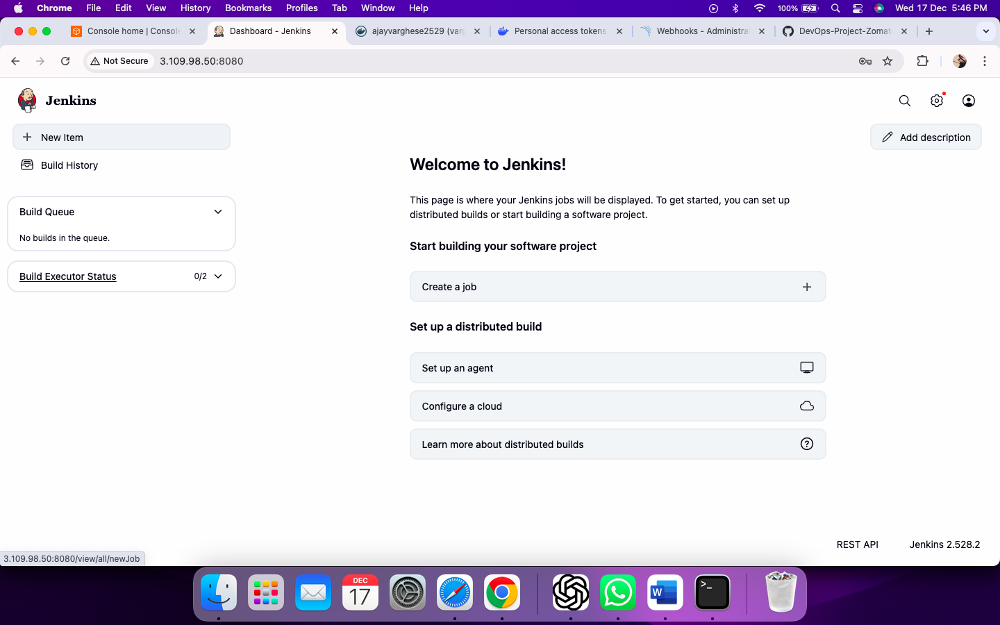 Chrome File Edit View History Bookmarks Profiles Tab Window Help 100% Wed 17 Dec 5:46 PM
Console home | Console Dashboard - Jenkins ajayvarghese2529 (varg Personal access tokens Webhooks - Administra DevOps-Project-Zomat
Not Secure 3.109.98.50:8080
Jenkins
New Item
Add description
Build History
Welcome to Jenkins!
Build Queue
No builds in the queue.
Build Executor Status 0/2
This page is where your Jenkins jobs will be displayed. To get started, you can set up
distributed builds or start building a software project.
Start building your software project
Create a job
Set up a distributed build
Set up an agent
Configure a cloud
Learn more about distributed builds
REST API Jenkins 2.528.2
3.109.98.50:8080/view/all/newJob
DEC
17
W
>_